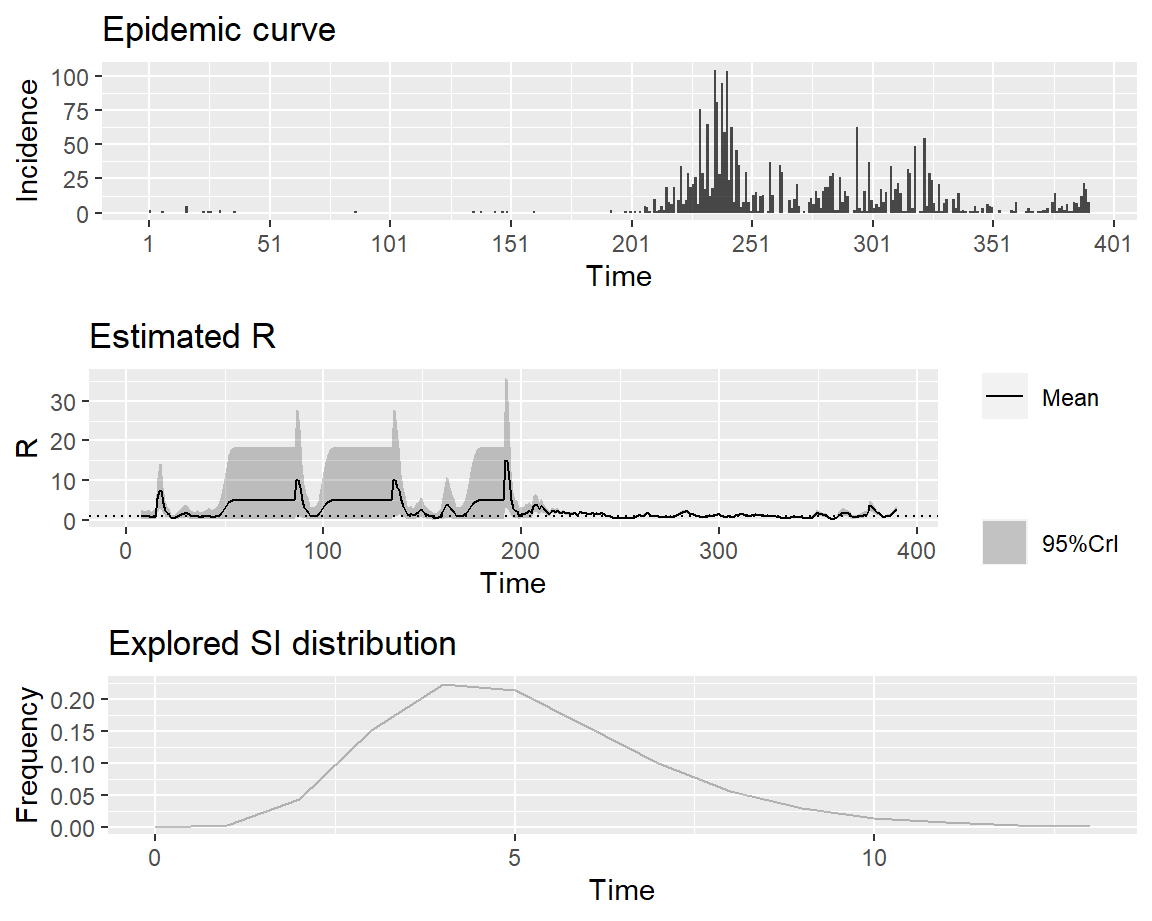 Epidemic curve
Incidence
100
75
50
25
0
1 51 101 151 201 251 301 351 401
Time
Estimated R
R
30
20
10
0
0 100 200 300 400
Time
Mean
95%CrI
Explored SI distribution
Frequency
0.20
0.15
0.10
0.05
0.00
0 5 10
Time